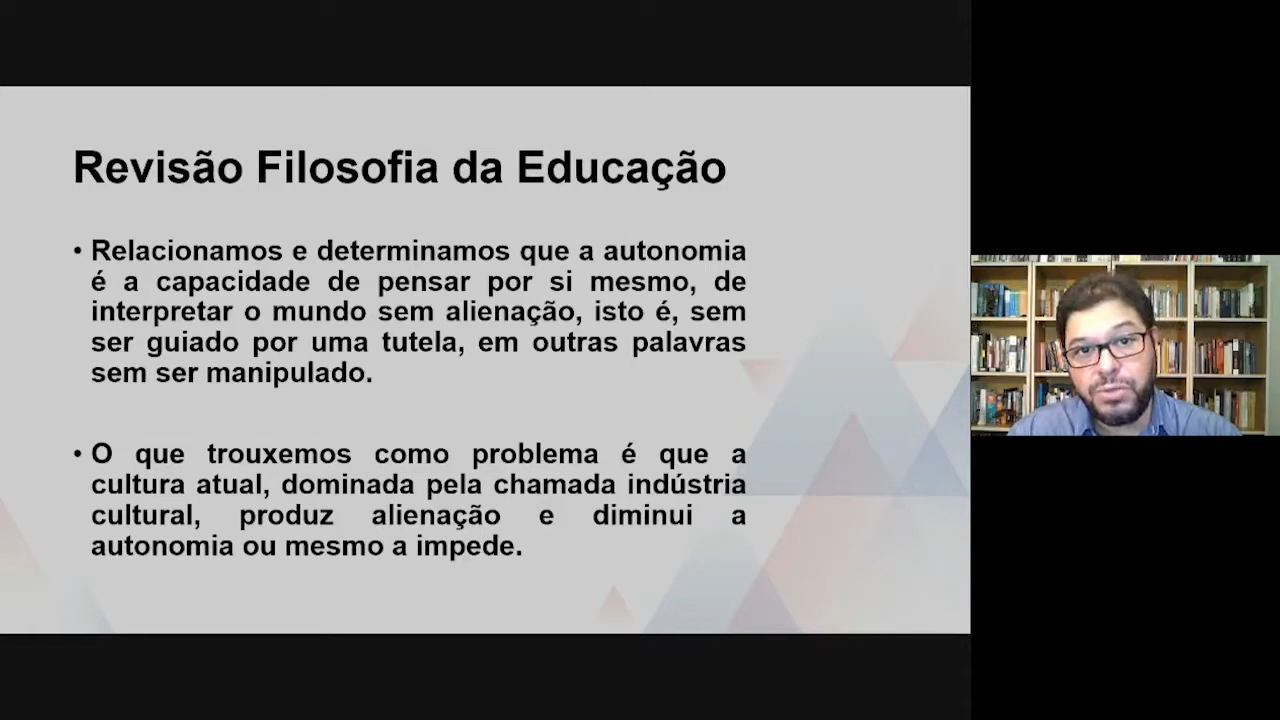 Revisão Filosofia da Educação
• Relacionamos e determinamos que a autonomia
é a capacidade de pensar por si mesmo, de
interpretar o mundo sem alienação, isto é, sem
ser guiado por uma tutela, em outras palavras
sem ser manipulado.
• O que trouxemos como problema é que a
cultura atual, dominada pela chamada indústria
cultural, produz alienação e diminui a
autonomia ou mesmo a impede.